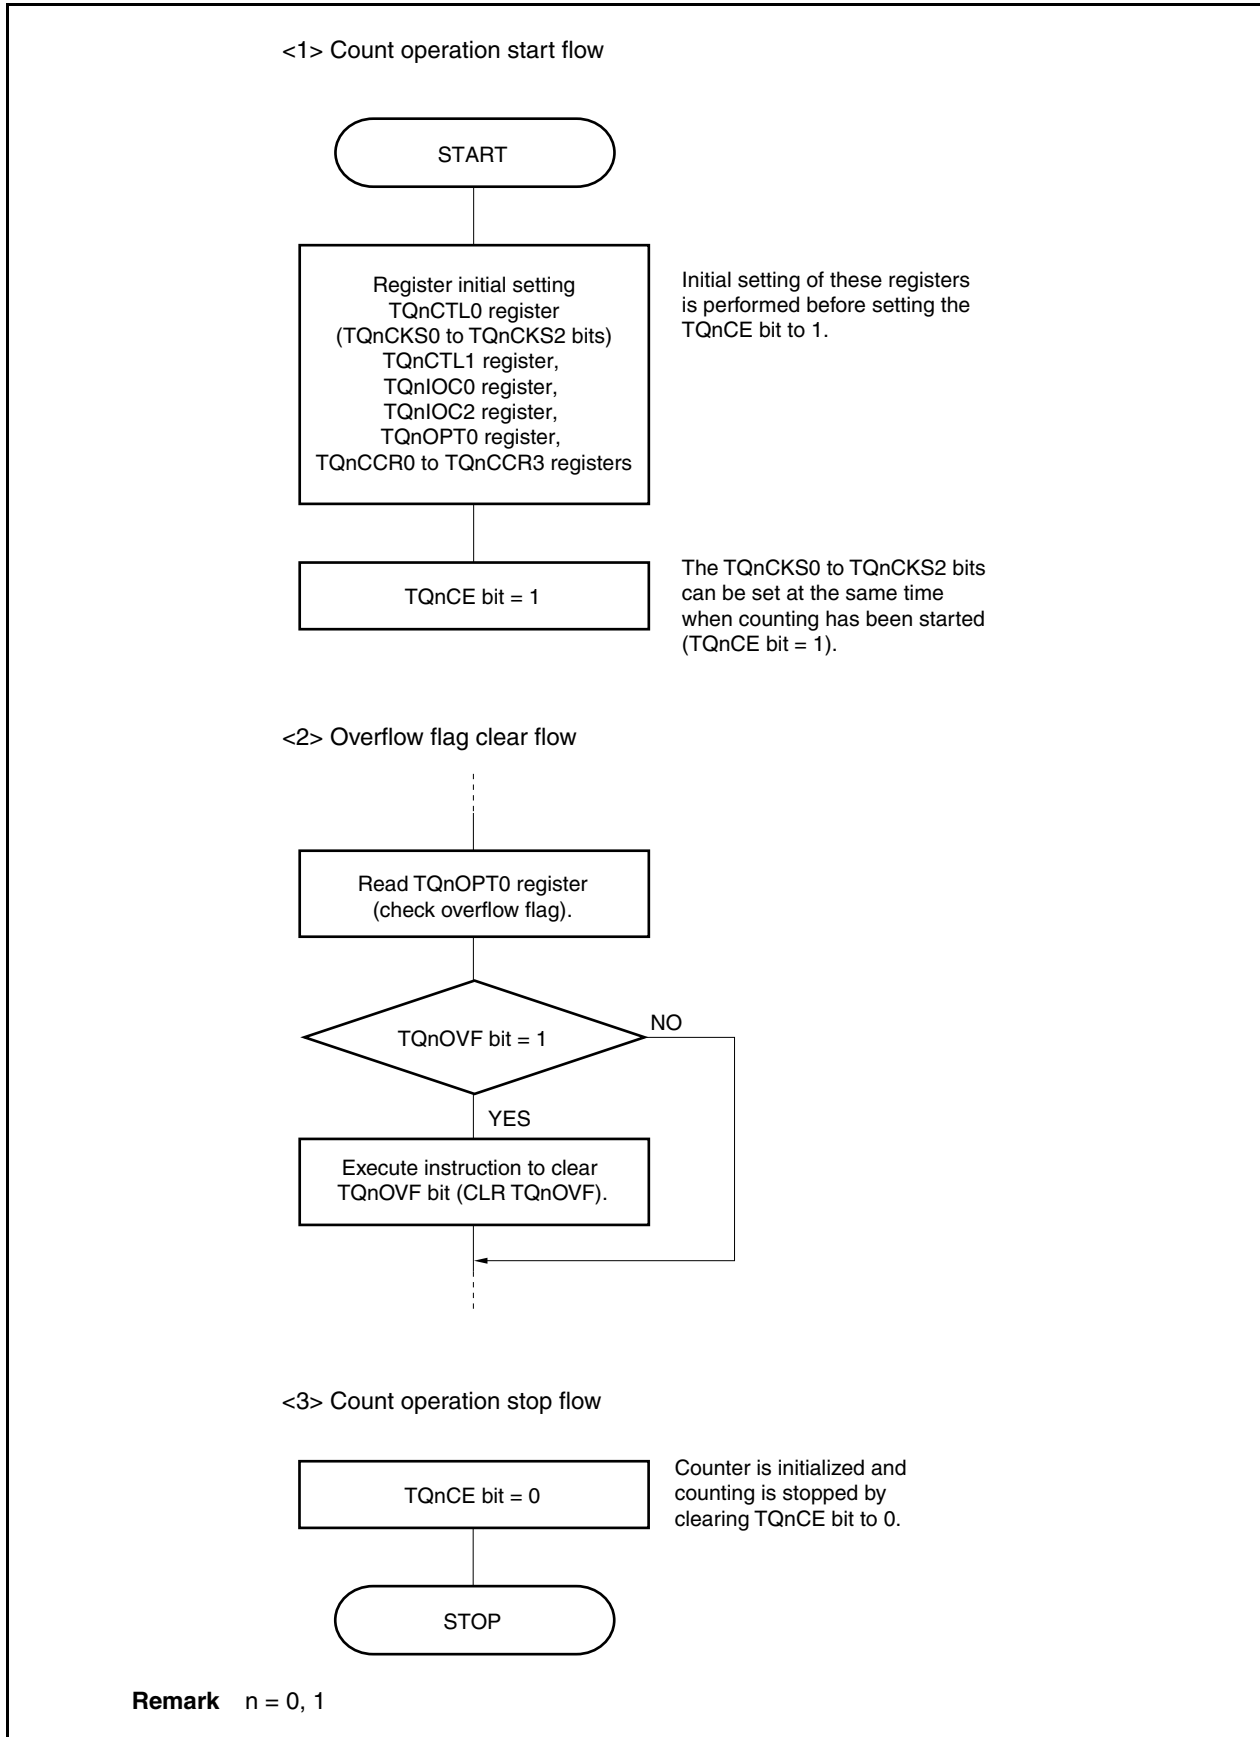 <1> Count operation start flow
START
Register initial setting
TQnCTL0 register
(TQnCKS0 to TQnCKS2 bits)
TQnCTL1 register,
TQnIOC0 register,
TQnIOC2 register,
TQnOPT0 register,
TQnCCR0 to TQnCCR3 registers
Initial setting of these registers
is performed before setting the
TQnCE bit to 1.
TQnCE bit = 1
The TQnCKS0 to TQnCKS2 bits
can be set at the same time
when counting has been started
(TQnCE bit = 1).
<2> Overflow flag clear flow
Read TQnOPT0 register
(check overflow flag).
TQnOVF bit = 1
NO
YES
Execute instruction to clear
TQnOVF bit (CLR TQnOVF).
<3> Count operation stop flow
TQnCE bit = 0
Counter is initialized and
counting is stopped by
clearing TQnCE bit to 0.
STOP
Remark n = 0, 1